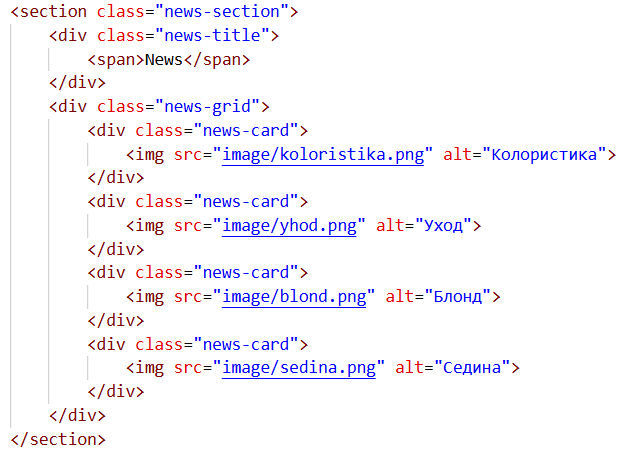 <section class="news-section">
    <div class="news-title">
        <span>News</span>
    </div>
    <div class="news-grid">
        <div class="news-card">
            <img src="image/koloristika.png" alt="Колористика">
        </div>
        <div class="news-card">
            <img src="image/yhod.png" alt="Уход">
        </div>
        <div class="news-card">
            <img src="image/blond.png" alt="Блонд">
        </div>
        <div class="news-card">
            <img src="image/sedina.png" alt="Седина">
        </div>
    </div>
</section>